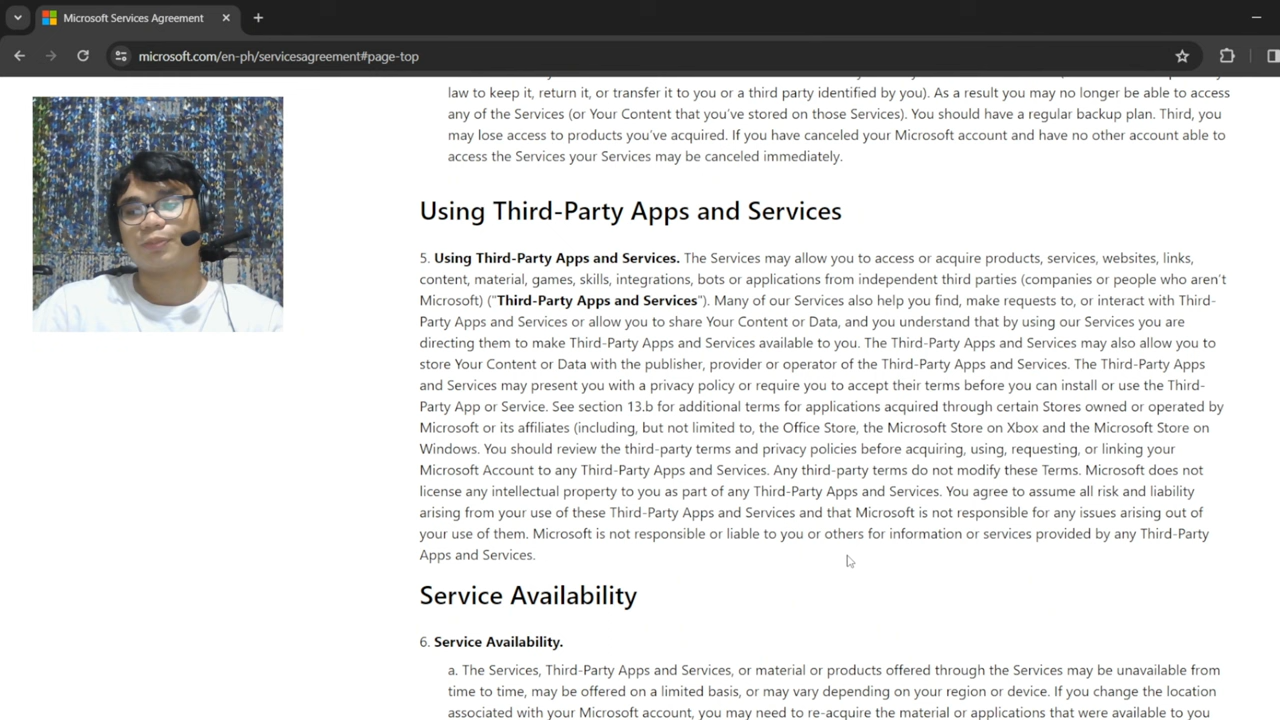 Microsoft Services Agreement
microsoft.com/en-ph/servicesagreement#page-top
law to keep it, return it, or transfer it to you or a third party identified by you). As a result you may no longer be able to access
any of the Services (or Your Content that you've stored on those Services). You should have a regular backup plan. Third, you
may lose access to products you've acquired. If you have canceled your Microsoft account and have no other account able to
access the Services your Services may be canceled immediately.
Using Third-Party Apps and Services
5. Using Third-Party Apps and Services. The Services may allow you to access or acquire products, services, websites, links,
content, material, games, skills, integrations, bots or applications from independent third parties (companies or people who aren't
Microsoft) ("Third-Party Apps and Services"). Many of our Services also help you find, make requests to, or interact with Third-
Party Apps and Services or allow you to share Your Content or Data, and you understand that by using our Services you are
directing them to make Third-Party Apps and Services available to you. The Third-Party Apps and Services may also allow you to
store Your Content or Data with the publisher, provider or operator of the Third-Party Apps and Services. The Third-Party Apps
and Services may present you with a privacy policy or require you to accept their terms before you can install or use the Third-
Party App or Service. See section 13.b for additional terms for applications acquired through certain Stores owned or operated by
Microsoft or its affiliates (including, but not limited to, the Office Store, the Microsoft Store on Xbox and the Microsoft Store on
Windows. You should review the third-party terms and privacy policies before acquiring, using, requesting, or linking your
Microsoft Account to any Third-Party Apps and Services. Any third-party terms do not modify these Terms. Microsoft does not
license any intellectual property to you as part of any Third-Party Apps and Services. You agree to assume all risk and liability
arising from your use of these Third-Party Apps and Services and that Microsoft is not responsible for any issues arising out of
your use of them. Microsoft is not responsible or liable to you or others for information or services provided by any Third-Party
Apps and Services.
Service Availability
6. Service Availability.
a. The Services, Third-Party Apps and Services, or material or products offered through the Services may be unavailable from
time to time, may be offered on a limited basis, or may vary depending on your region or device. If you change the location
associated with your Microsoft account, you may need to re-acquire the material or applications that were available to you